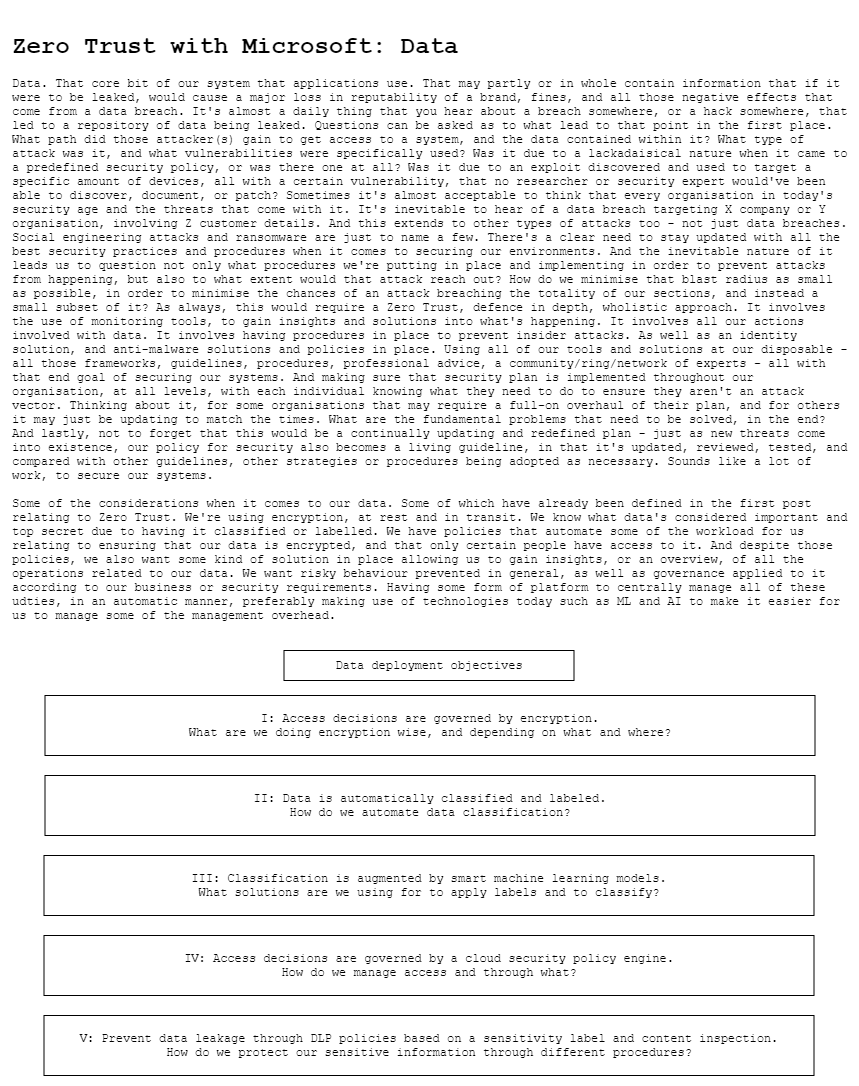 Zero Trust with Microsoft: Data
Data. That core bit of our system that applications use. That may partly or in whole contain information that if it
were to be leaked, would cause a major loss in reputability of a brand, fines, and all those negative effects that
come from a data breach. It's almost a daily thing that you hear about a breach somewhere, or a hack somewhere, that
led to a repository of data being leaked. Questions can be asked as to what lead to that point in the first place.
What path did those attacker(s) gain to get access to a system, and the data contained within it? What type of
attack was it, and what vulnerabilities were specifically used? Was it due to a lackadaisical nature when it came to
a predefined security policy, or was there one at all? Was it due to an exploit discovered and used to target a
specific amount of devices, all with a certain vulnerability, that no researcher or security expert would've been
able to discover, document, or patch? Sometimes it's almost acceptable to think that every organisation in today's
security age and the threats that come with it. It's inevitable to hear of a data breach targeting X company or Y
organisation, involving Z customer details. And this extends to other types of attacks too - not just data breaches.
Social engineering attacks and ransomware are just to name a few. There's a clear need to stay updated with all the
best security practices and procedures when it comes to securing our environments. And the inevitable nature of it
leads us to question not only what procedures we're putting in place and implementing in order to prevent attacks
from happening, but also to what extent would that attack reach out? How do we minimise that blast radius as small
as possible, in order to minimise the chances of an attack breaching the totality of our sections, and instead a
small subset of it? As always, this would require a Zero Trust, defence in depth, wholistic approach. It involves
the use of monitoring tools, to gain insights and solutions into what's happening. It involves all our actions
involved with data. It involves having procedures in place to prevent insider attacks. As well as an identity
solution, and anti-malware solutions and policies in place. Using all of our tools and solutions at our disposable -
all those frameworks, guidelines, procedures, professional advice, a community/ring/network of experts - all with
that end goal of securing our systems. And making sure that security plan is implemented throughout our
organisation, at all levels, with each individual knowing what they need to do to ensure they aren't an attack
vector. Thinking about it, for some organisations that may require a full-on overhaul of their plan, and for others
it may just be updating to match the times. What are the fundamental problems that need to be solved, in the end?
And lastly, not to forget that this would be a continually updating and redefined plan - just as new threats come
into existence, our policy for security also becomes a living guideline, in that it's updated, reviewed, tested, and
compared with other guidelines, other strategies or procedures being adopted as necessary. Sounds like a lot of
work, to secure our systems.
Some of the considerations when it comes to our data. Some of which have already been defined in the first post
relating to Zero Trust. We're using encryption, at rest and in transit. We know what data's considered important and
top secret due to having it classified or labelled. We have policies that automate some of the workload for us
relating to ensuring that our data is encrypted, and that only certain people have access to it. And despite those
policies, we also want some kind of solution in place allowing us to gain insights, or an overview, of all the
operations related to our data. We want risky behaviour prevented in general, as well as governance applied to it
according to our business or security requirements. Having some form of platform to centrally manage all of these
udties, in an automatic manner, preferably making use of technologies today such as ML and AI to make it easier for
us to manage some of the management overhead.
Data deployment objectives
I: Access decisions are governed by encryption.
What are we doing encryption wise, and depending on what and where?
II: Data is automatically classified and labeled.
How do we automate data classification?
III: Classification is augmented by smart machine learning models.
What solutions are we using for to apply labels and to classify?
IV: Access decisions are governed by a cloud security policy engine.
How do we manage access and through what?
V: Prevent data leakage through DLP policies based on a sensitivity label and content inspection.
How do we protect our sensitive information through different procedures?